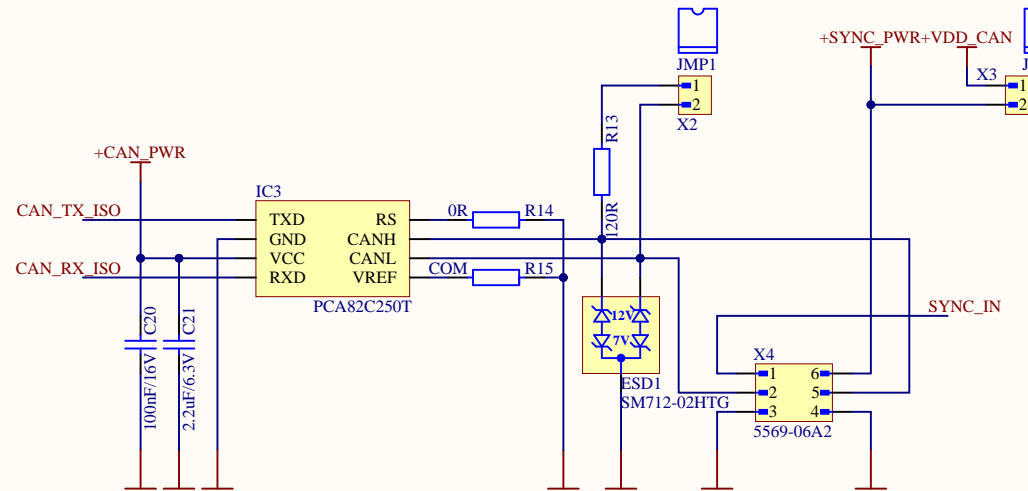 +SYNC_PWR+VDD_CAN
JMP1
J
X3
1
2
X2
1
2
R13
120R
+CAN_PWR
IC3
CAN_TX_ISO
TXD
RS
0R
R14
GND
CANH
VCC
CANL
CAN_RX_ISO
RXD
VREF
COM
R15
PCA82C250T
C20
100nF/16V
C21
2.2uF/6.3V
12V
7V
ESD1
SM712-02HTG
SYNC_IN
X4
1
6
2
5
3
4
5569-06A2